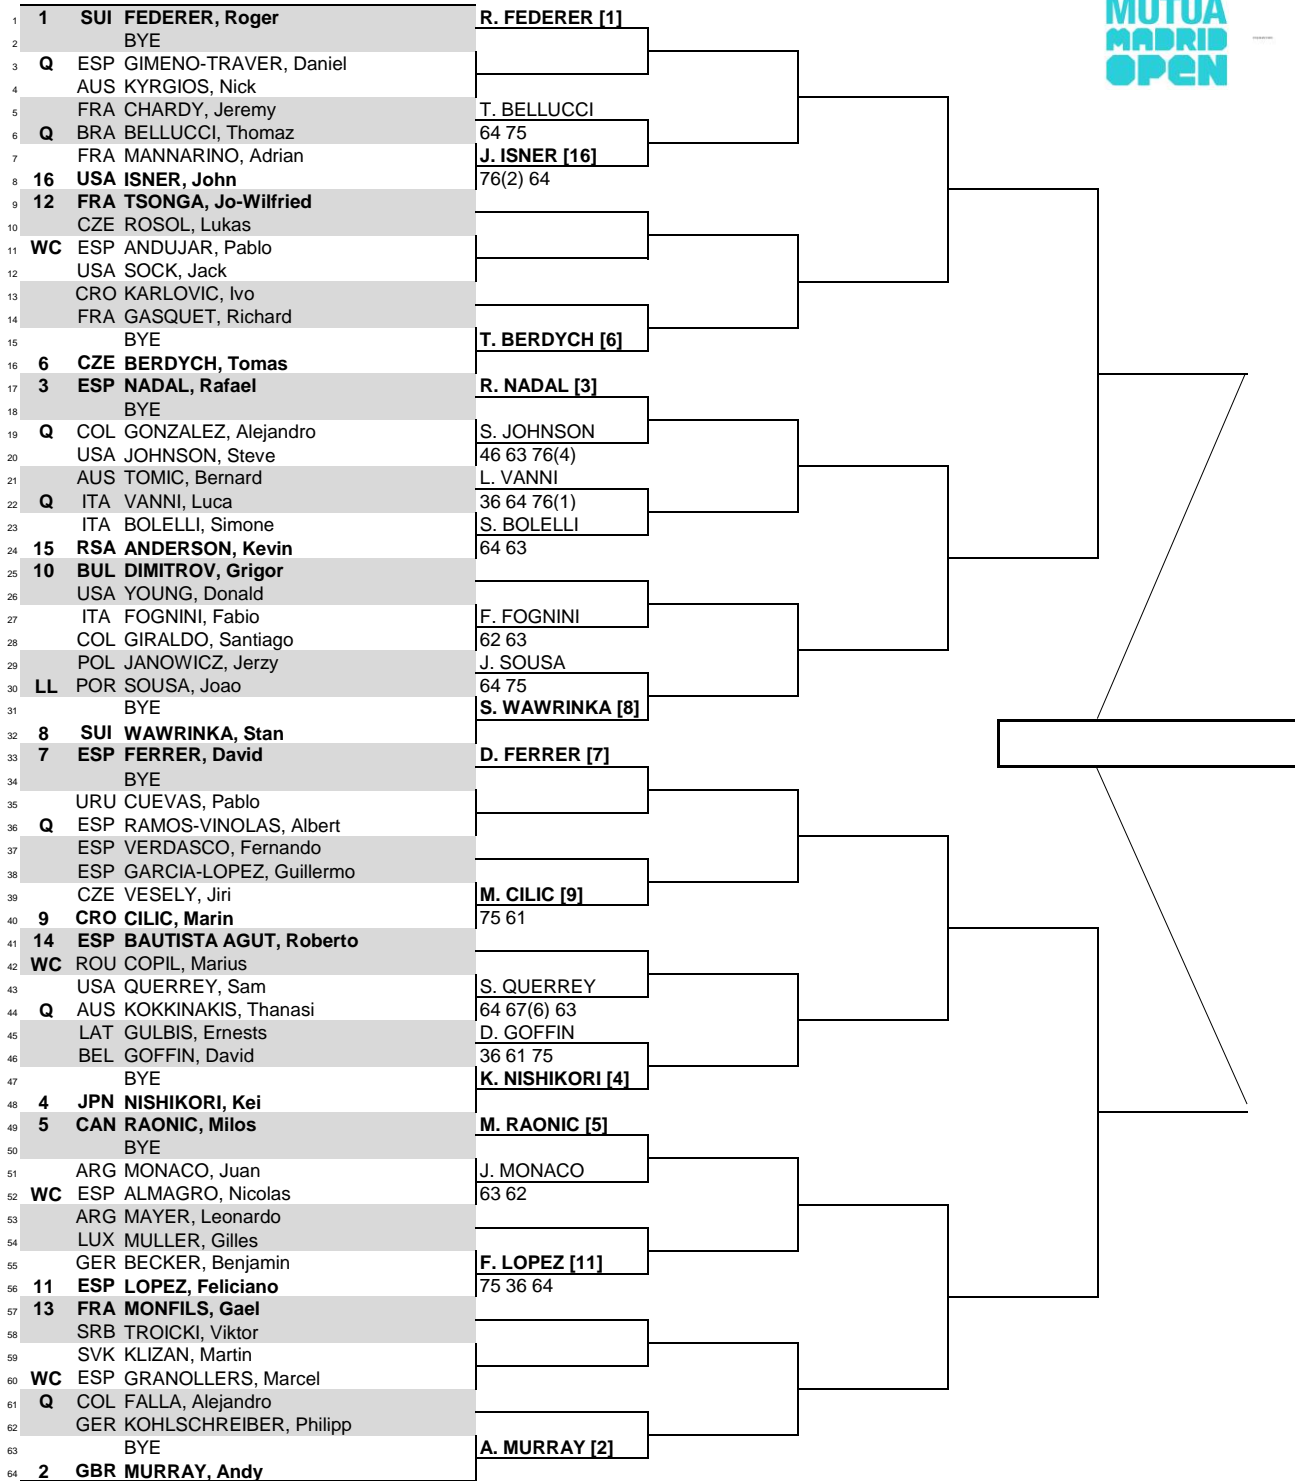 MUTUA
MADRID
OPEN
1 1 SUI FEDERER, Roger R. FEDERER [1]
2 BYE
3 Q ESP GIMENO-TRAVER, Daniel
4 AUS KYRGIOS, Nick
5 FRA CHARDY, Jeremy T. BELLUCCI
6 Q BRA BELLUCCI, Thomaz 64 75
7 FRA MANNARINO, Adrian J. ISNER [16]
8 16 USA ISNER, John 76(2) 64
9 12 FRA TSONGA, Jo-Wilfried
10 CZE ROSOL, Lukas
11 WC ESP ANDUJAR, Pablo
12 USA SOCK, Jack
13 CRO KARLOVIC, Ivo
14 FRA GASQUET, Richard
15 BYE T. BERDYCH [6]
16 6 CZE BERDYCH, Tomas
17 3 ESP NADAL, Rafael R. NADAL [3]
18 BYE
19 Q COL GONZALEZ, Alejandro S. JOHNSON
20 USA JOHNSON, Steve 46 63 76(4)
21 AUS TOMIC, Bernard L. VANNI
22 Q ITA VANNI, Luca 36 64 76(1)
23 ITA BOLELLI, Simone S. BOLELLI
24 15 RSA ANDERSON, Kevin 64 63
25 10 BUL DIMITROV, Grigor
26 USA YOUNG, Donald
27 ITA FOGNINI, Fabio F. FOGNINI
28 COL GIRALDO, Santiago 62 63
29 POL JANOWICZ, Jerzy J. SOUSA
30 LL POR SOUSA, Joao 64 75
31 BYE S. WAWRINKA [8]
32 8 SUI WAWRINKA, Stan
33 7 ESP FERRER, David D. FERRER [7]
34 BYE
35 URU CUEVAS, Pablo
36 Q ESP RAMOS-VINOLAS, Albert
37 ESP VERDASCO, Fernando
38 ESP GARCIA-LOPEZ, Guillermo
39 CZE VESELY, Jiri M. CILIC [9]
40 9 CRO CILIC, Marin 75 61
41 14 ESP BAUTISTA AGUT, Roberto
42 WC ROU COPIL, Marius
43 USA QUERREY, Sam S. QUERREY
44 Q AUS KOKKINAKIS, Thanasi 64 67(6) 63
45 LAT GULBIS, Ernests D. GOFFIN
46 BEL GOFFIN, David 36 61 75
47 BYE K. NISHIKORI [4]
48 4 JPN NISHIKORI, Kei
49 5 CAN RAONIC, Milos M. RAONIC [5]
50 BYE
51 ARG MONACO, Juan J. MONACO
52 WC ESP ALMAGRO, Nicolas 63 62
53 ARG MAYER, Leonardo
54 LUX MULLER, Gilles
55 GER BECKER, Benjamin F. LOPEZ [11]
56 11 ESP LOPEZ, Feliciano 75 36 64
57 13 FRA MONFILS, Gael
58 SRB TROICKI, Viktor
59 SVK KLIZAN, Martin
60 WC ESP GRANOLLERS, Marcel
61 Q COL FALLA, Alejandro
62 GER KOHLSCHREIBER, Philipp
63 BYE A. MURRAY [2]
64 2 GBR MURRAY, Andy